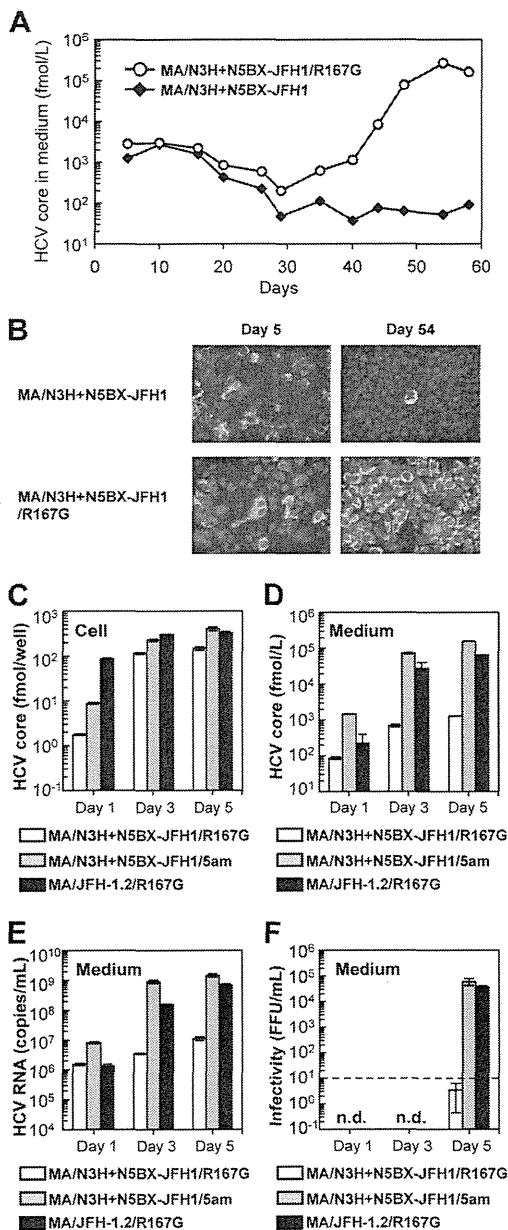 A
HCV core in medium (fmol/L)
10⁶
10⁵
10⁴
10³
10²
10¹
MA/N3H+N5BX-JFH1/R167G
MA/N3H+N5BX-JFH1
0 10 20 30 40 50 60
Days
B
Day 5 Day 54
MA/N3H+N5BX-JFH1
MA/N3H+N5BX-JFH1
/R167G
C
Cell
HCV core (fmol/well)
10³
10²
10¹
10⁰
10⁻¹
Day 1 Day 3 Day 5
MA/N3H+N5BX-JFH1/R167G
MA/N3H+N5BX-JFH1/5am
MA/JFH-1.2/R167G
D
Medium
HCV core (fmol/L)
10⁶
10⁵
10⁴
10³
10²
10¹
Day 1 Day 3 Day 5
MA/N3H+N5BX-JFH1/R167G
MA/N3H+N5BX-JFH1/5am
MA/JFH-1.2/R167G
E
Medium
HCV RNA (copies/mL)
10¹⁰
10⁹
10⁸
10⁷
10⁶
10⁵
10⁴
Day 1 Day 3 Day 5
MA/N3H+N5BX-JFH1/R167G
MA/N3H+N5BX-JFH1/5am
MA/JFH-1.2/R167G
F
Medium
Infectivity (FFU/mL)
10⁶
10⁵
10⁴
10³
10²
10¹
10⁰
10⁻¹
n.d. n.d.
Day 1 Day 3 Day 5
MA/N3H+N5BX-JFH1/R167G
MA/N3H+N5BX-JFH1/5am
MA/JFH-1.2/R167G